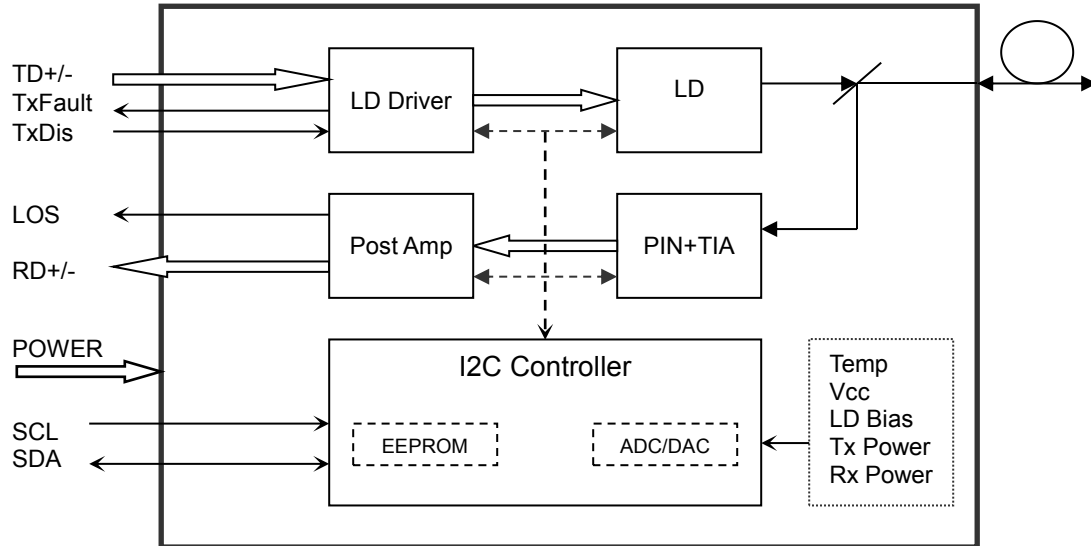 TD+/-
TxFault
TxDis
LD Driver
LD
LOS
RD+/-
Post Amp
PIN+TIA
POWER
SCL
SDA
I2C Controller
EEPROM
ADC/DAC
Temp
Vcc
LD Bias
Tx Power
Rx Power